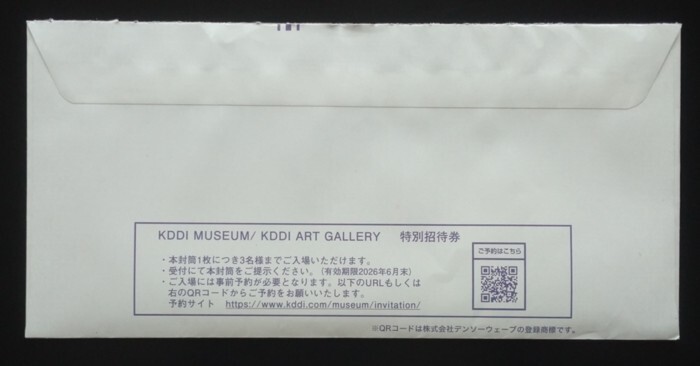 KDDI MUSEUM/ KDDI ART GALLERY 特別招待券
・本封筒1枚につき3名様までご入場いただけます。
・受付にて本封筒をご提示ください。（有効期限2026年6月末）
・ご入場には事前予約が必要となります。以下のURLもしくは
右のQRコードからご予約をお願いいたします。
予約サイト https://www.kddi.com/museum/invitation/
ご予約はこちら
※QRコードは株式会社デンソーウェーブの登録商標です。